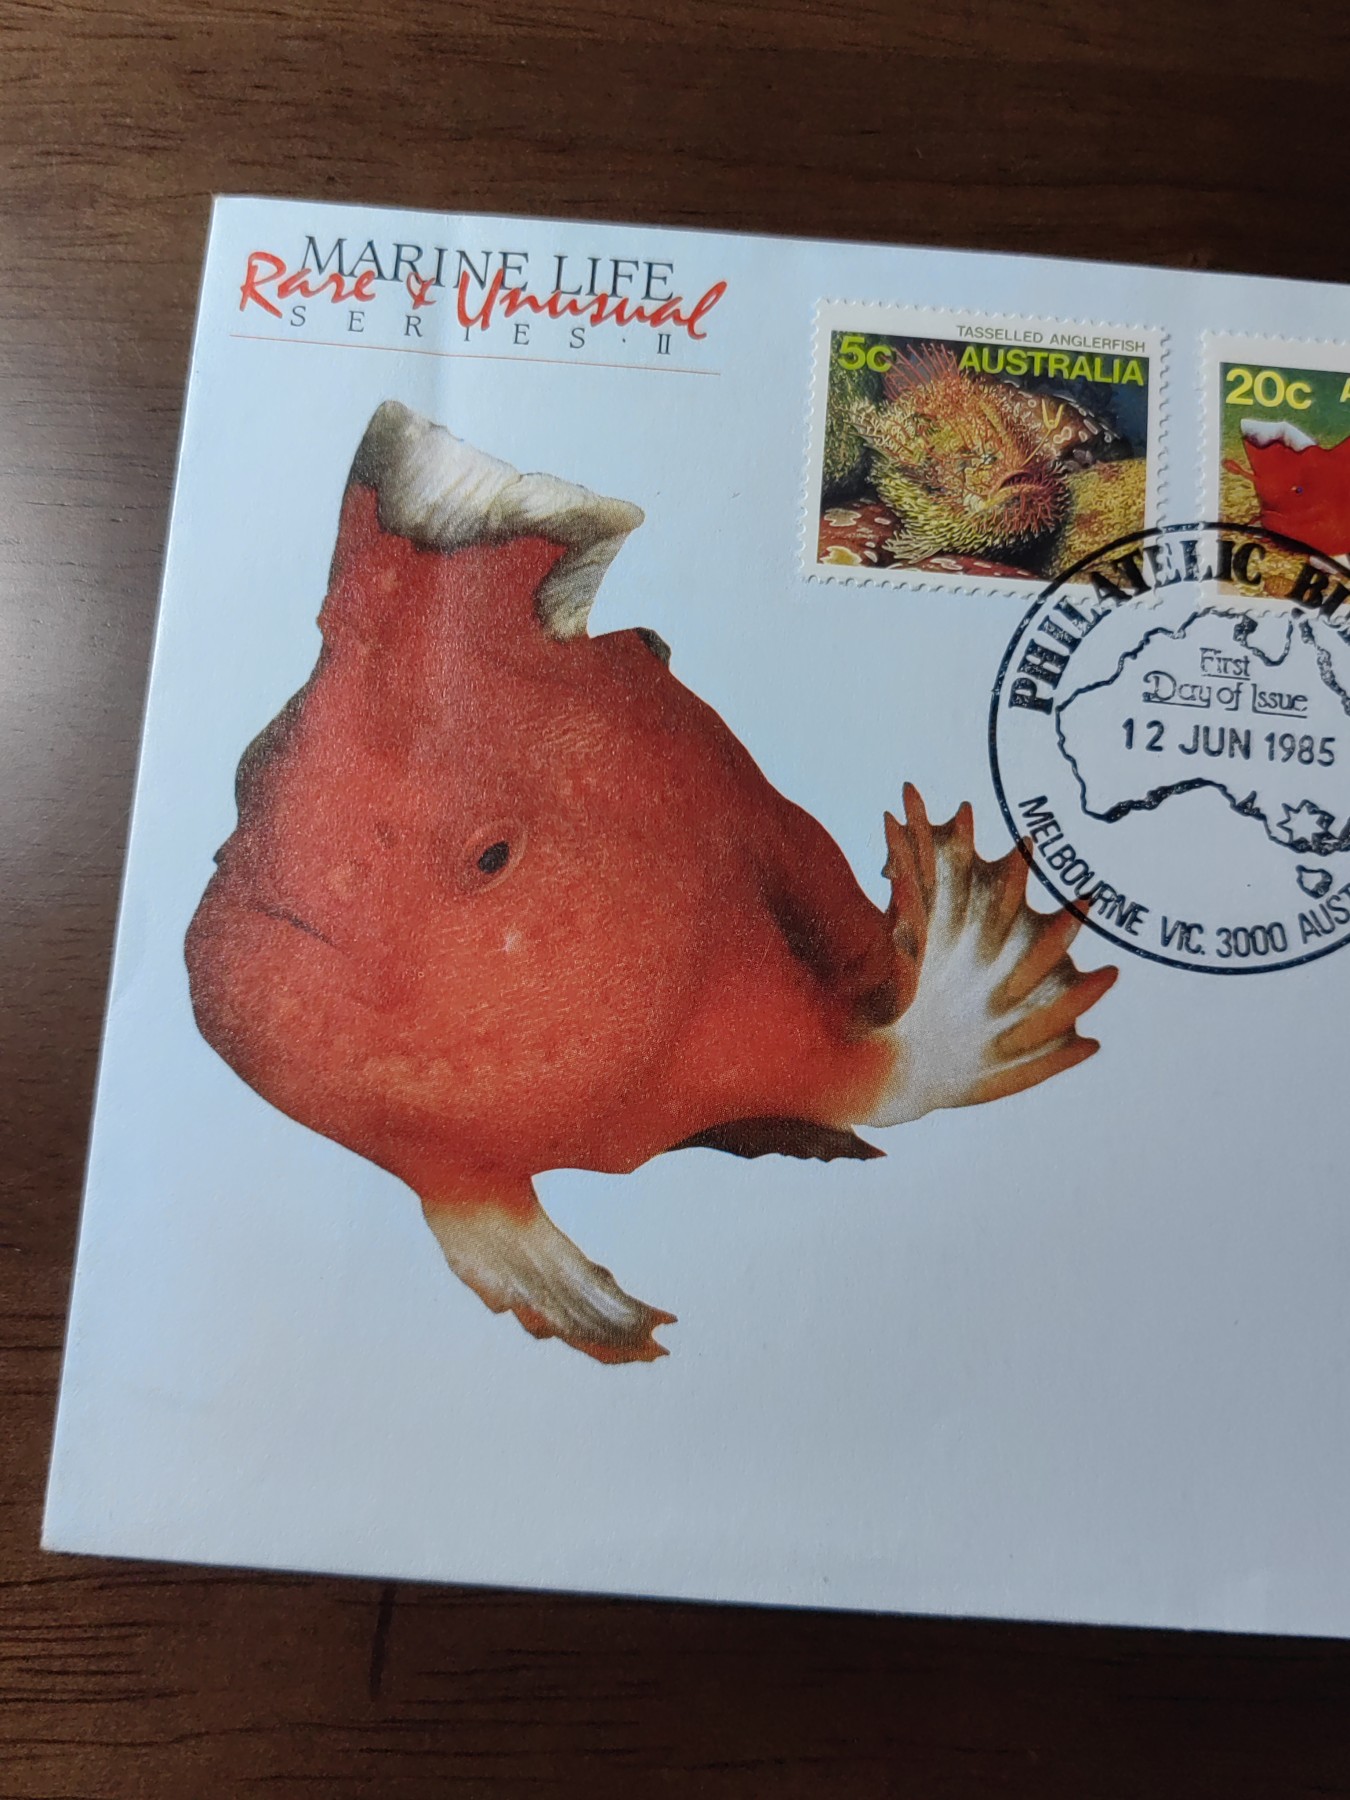 MARINE LIFE
Rare & Unusual
SERIES · II
TASSELLED ANGLERFISH
5c AUSTRALIA
20c
PHILATELIC
First
Day of Issue
12 JUN 1985
MELBOURNE VIC. 3000